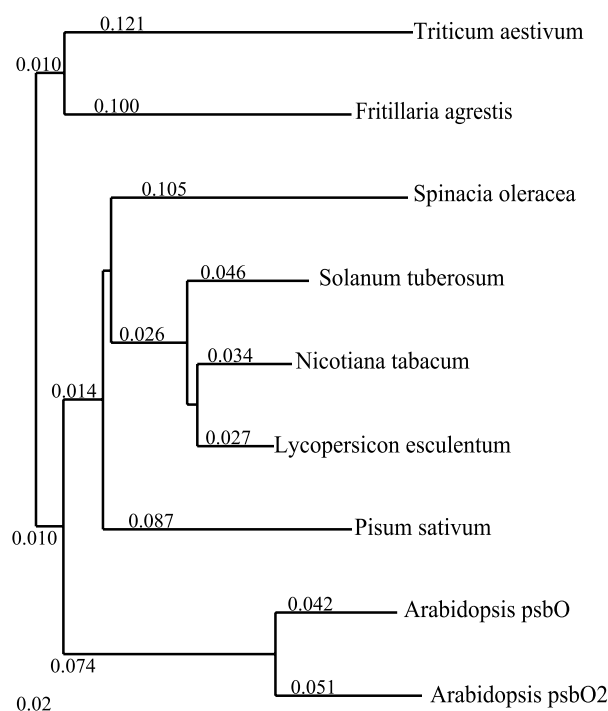 0.121
Triticum aestivum
0.010
0.100
Fritillaria agrestis
0.105
Spinacia oleracea
0.046
Solanum tuberosum
0.026
0.034
Nicotiana tabacum
0.014
0.027
Lycopersicon esculentum
0.087
Pisum sativum
0.010
0.042
Arabidopsis psbO
0.074
0.051
Arabidopsis psbO2
0.02